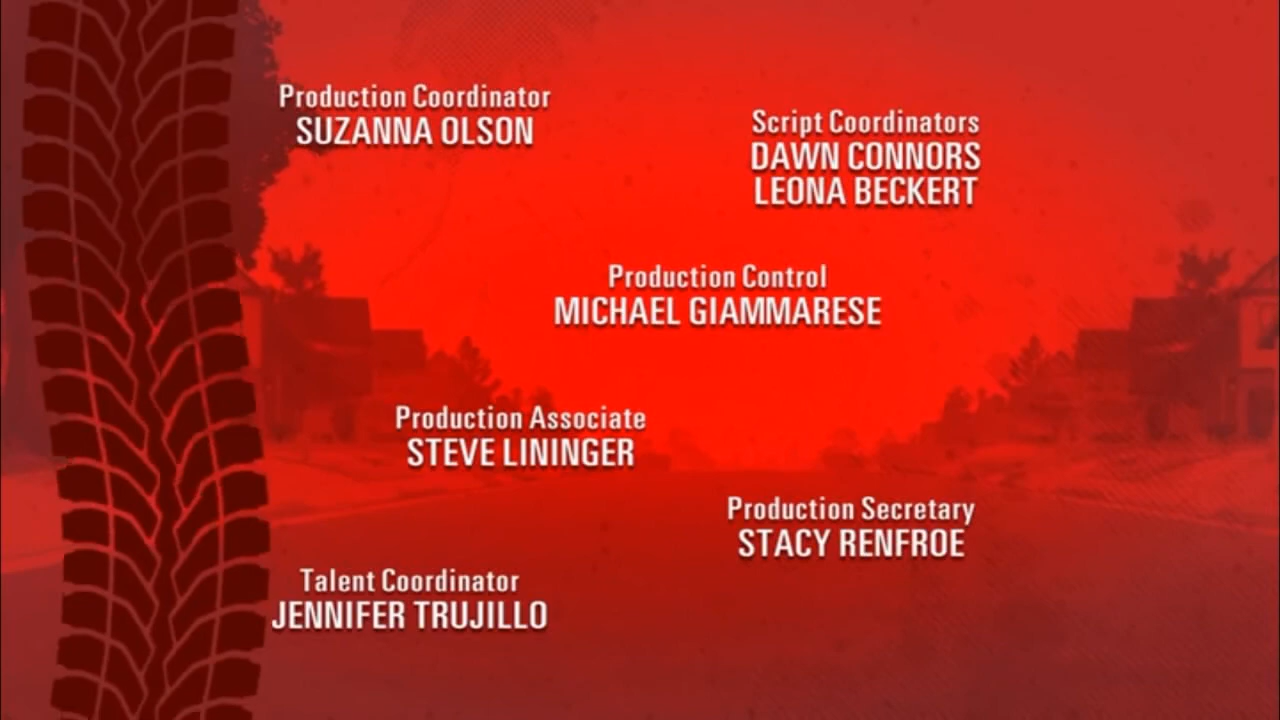 Production Coordinator
SUZANNA OLSON
Script Coordinators
DAWN CONNORS
LEONA BECKERT
Production Control
MICHAEL GIAMMARESE
Production Associate
STEVE LININGER
Production Secretary
STACY RENFROE
Talent Coordinator
JENNIFER TRUJILLO